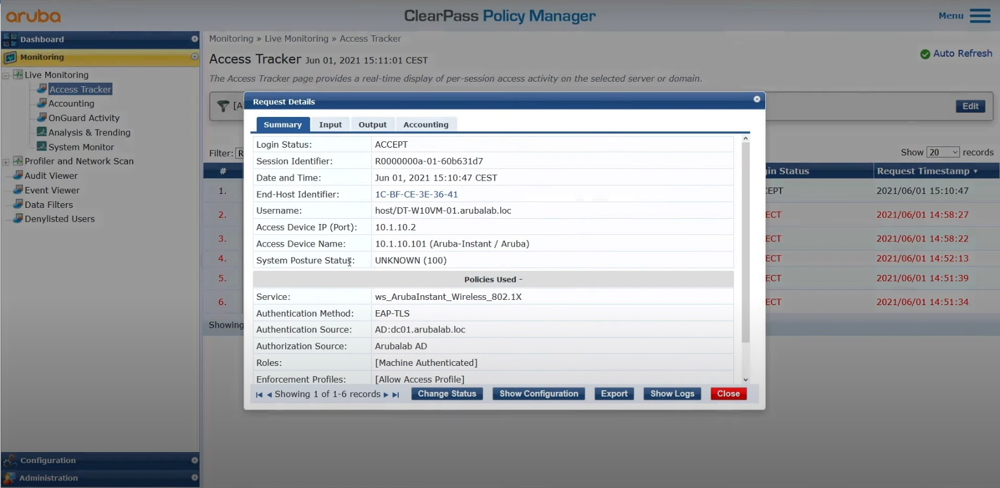 aruba
ClearPass Policy Manager
Menu
Dashboard
Monitoring
Live Monitoring
Access Tracker
Accounting
OnGuard Activity
Analysis & Trending
System Monitor
Profiler and Network Scan
Audit Viewer
Event Viewer
Data Filters
Denylisted Users
Configuration
Administration
Monitoring » Live Monitoring » Access Tracker
Access Tracker Jun 01, 2021 15:11:01 CEST
Auto Refresh
The Access Tracker page provides a real-time display of per-session access activity on the selected server or domain.
Edit
Filter:
Show 20 records
#
Status
Request Timestamp
1.
2021/06/01 15:10:47
2.
2021/06/01 14:58:27
3.
2021/06/01 14:58:22
4.
2021/06/01 14:52:13
5.
2021/06/01 14:51:39
6.
2021/06/01 14:51:34
Showing
Request Details
Summary Input Output Accounting
Login Status: ACCEPT
Session Identifier: R0000000a-01-60b631d7
Date and Time: Jun 01, 2021 15:10:47 CEST
End-Host Identifier: 1C-BF-CE-3E-36-41
Username: host/DT-W10VM-01.arubalab.loc
Access Device IP (Port): 10.1.10.2
Access Device Name: 10.1.10.101 (Aruba-Instant / Aruba)
System Posture Status: UNKNOWN (100)
Policies Used -
Service: ws_ArubaInstant_Wireless_802.1X
Authentication Method: EAP-TLS
Authentication Source: AD:dc01.arubalab.loc
Authorization Source: Arubalab AD
Roles: [Machine Authenticated]
Enforcement Profiles: [Allow Access Profile]
Showing 1 of 1-6 records
Change Status
Show Configuration
Export
Show Logs
Close